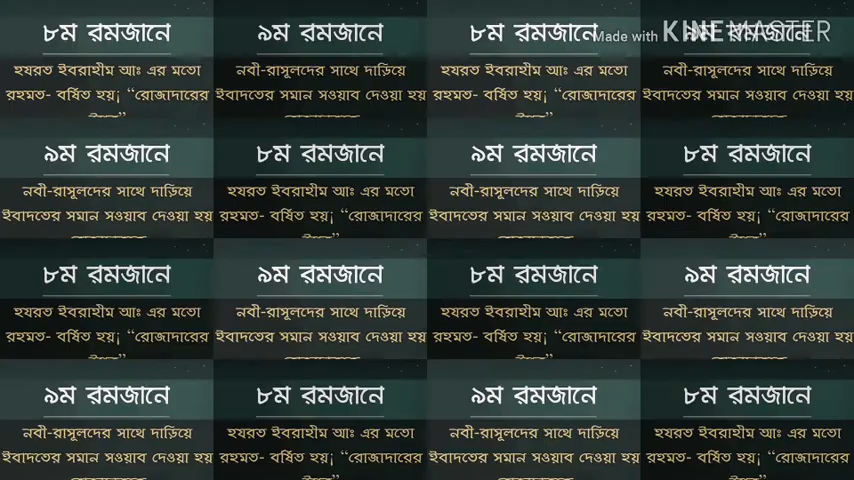 ৮ম রমজানে
হযরত ইবরাহীম আঃ এর মতো
রহমত- বর্ষিত হয়¡ “রোজাদারের
৯ম রমজানে
নবী-রাসূলদের সাথে দাড়িয়ে
ইবাদতের সমান সওয়াব দেওয়া হয়
৮ম রমজানে
হযরত ইবরাহীম আঃ এর মতো
রহমত- বর্ষিত হয়¡ “রোজাদারের
Made with KINEMASTER
৯ম রমজানে
নবী-রাসূলদের সাথে দাড়িয়ে
ইবাদতের সমান সওয়াব দেওয়া হয়
৯ম রমজানে
নবী-রাসূলদের সাথে দাড়িয়ে
ইবাদতের সমান সওয়াব দেওয়া হয়
৮ম রমজানে
হযরত ইবরাহীম আঃ এর মতো
রহমত- বর্ষিত হয়¡ “রোজাদারের
৯ম রমজানে
নবী-রাসূলদের সাথে দাড়িয়ে
ইবাদতের সমান সওয়াব দেওয়া হয়
৮ম রমজানে
হযরত ইবরাহীম আঃ এর মতো
রহমত- বর্ষিত হয়¡ “রোজাদারের
৮ম রমজানে
হযরত ইবরাহীম আঃ এর মতো
রহমত- বর্ষিত হয়¡ “রোজাদারের
৯ম রমজানে
নবী-রাসূলদের সাথে দাড়িয়ে
ইবাদতের সমান সওয়াব দেওয়া হয়
৮ম রমজানে
হযরত ইবরাহীম আঃ এর মতো
রহমত- বর্ষিত হয়¡ “রোজাদারের
৯ম রমজানে
নবী-রাসূলদের সাথে দাড়িয়ে
ইবাদতের সমান সওয়াব দেওয়া হয়
৯ম রমজানে
নবী-রাসূলদের সাথে দাড়িয়ে
ইবাদতের সমান সওয়াব দেওয়া হয়
৮ম রমজানে
হযরত ইবরাহীম আঃ এর মতো
রহমত- বর্ষিত হয়¡ “রোজাদারের
৯ম রমজানে
নবী-রাসূলদের সাথে দাড়িয়ে
ইবাদতের সমান সওয়াব দেওয়া হয়
৮ম রমজানে
হযরত ইবরাহীম আঃ এর মতো
রহমত- বর্ষিত হয়¡ “রোজাদারের